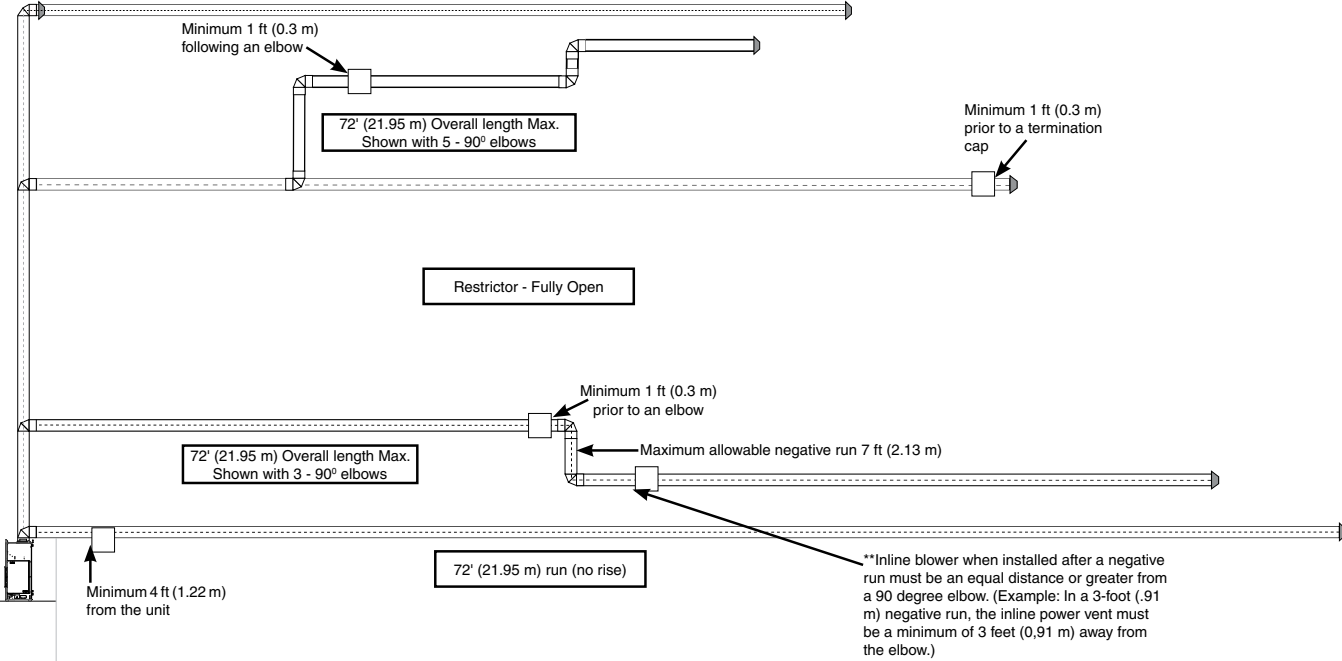 Minimum 1 ft (0.3 m)
following an elbow
72' (21.95 m) Overall length Max.
Shown with 5 - 90⁰ elbows
Minimum 1 ft (0.3 m)
prior to a termination
cap
Restrictor - Fully Open
Minimum 1 ft (0.3 m)
prior to an elbow
72' (21.95 m) Overall length Max.
Shown with 3 - 90⁰ elbows
Maximum allowable negative run 7 ft (2.13 m)
72' (21.95 m) run (no rise)
Minimum 4 ft (1.22 m)
from the unit
**Inline blower when installed after a negative
run must be an equal distance or greater from
a 90 degree elbow. (Example: In a 3-foot (.91
m) negative run, the inline power vent must
be a minimum of 3 feet (0,91 m) away from
the elbow.)